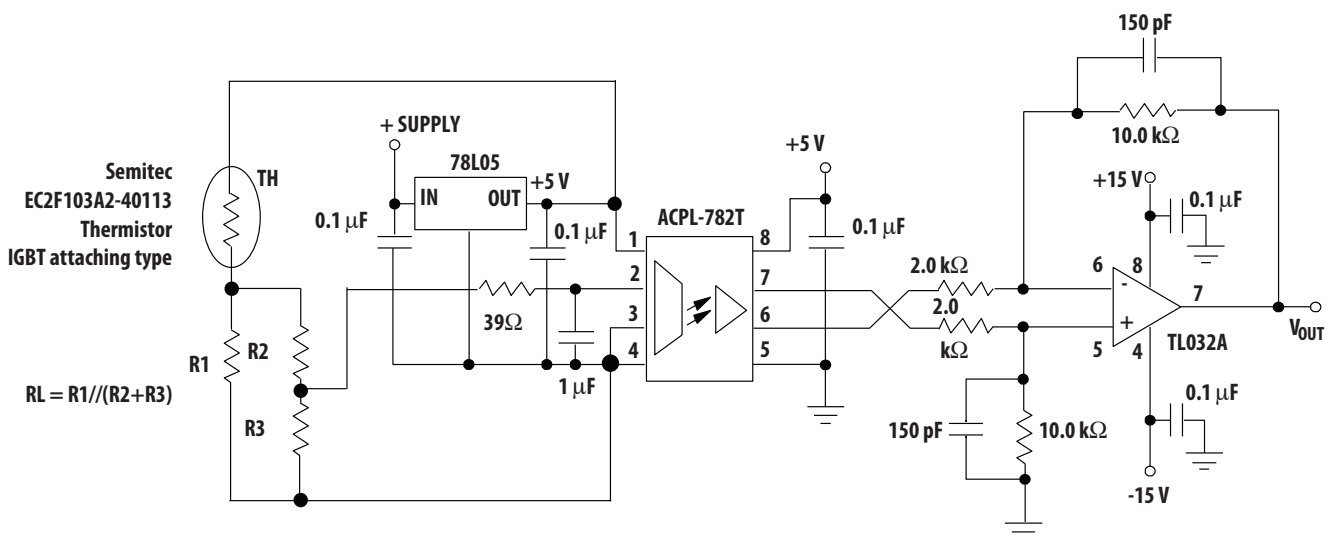 150 pF
10.0 kΩ
+ SUPPLY
78L05
IN OUT
+5 V
Semitec
EC2F103A2-40113
Thermistor
IGBT attaching type
TH
0.1 μF
0.1 μF
ACPL-782T
+5 V
0.1 μF
+15 V
0.1 μF
1
2
3
4
8
7
6
5
39Ω
1 μF
2.0 kΩ
2.0
kΩ
6
5
-
+
8
4
7
TL032A
VOUT
R1
R2
R3
RL = R1//(R2+R3)
150 pF
10.0 kΩ
0.1 μF
-15 V